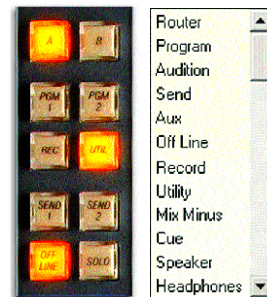 A B
PGM 1 PGM 2
REC UTIL
SEND 1 SEND 2
OFF LINE SOLO
Router
Program
Audition
Send
Aux
Off Line
Record
Utility
Mix Minus
Cue
Speaker
Headphones